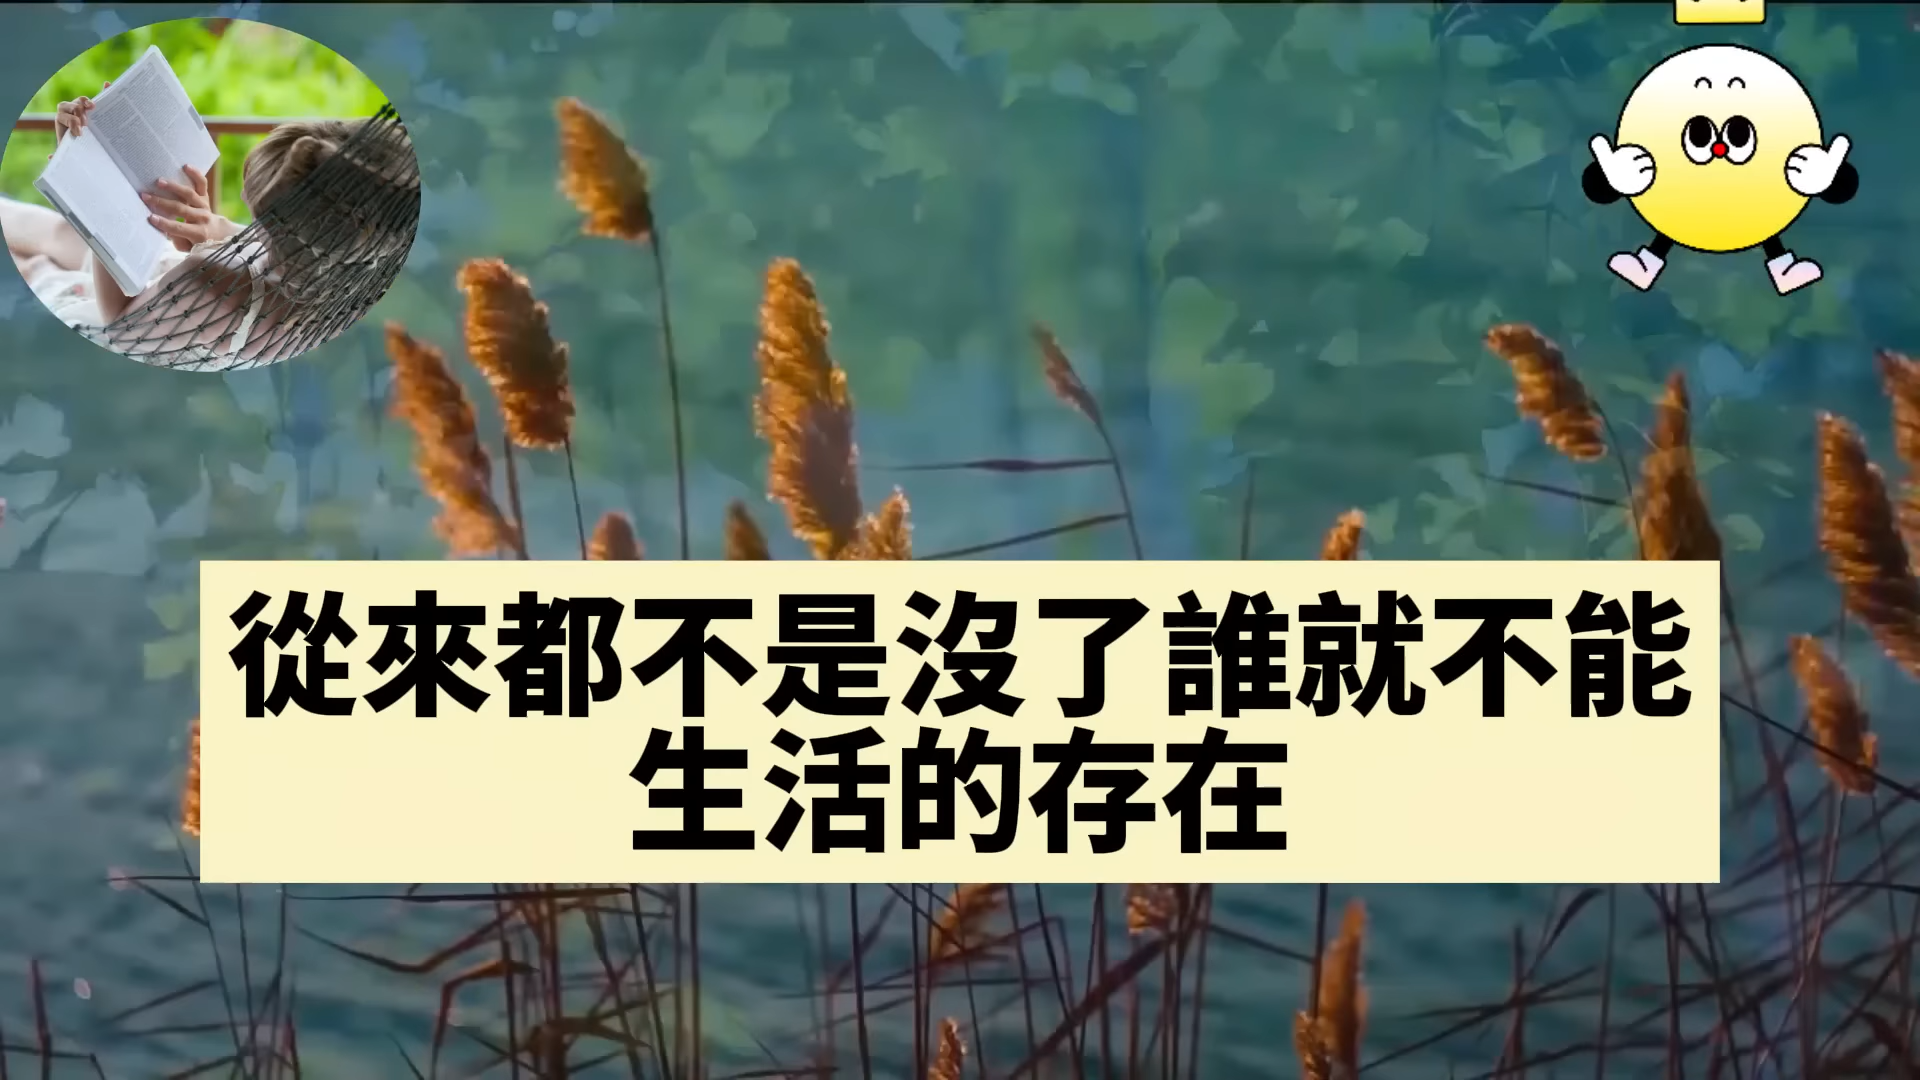 從來都不是沒了誰就不能
生活的存在